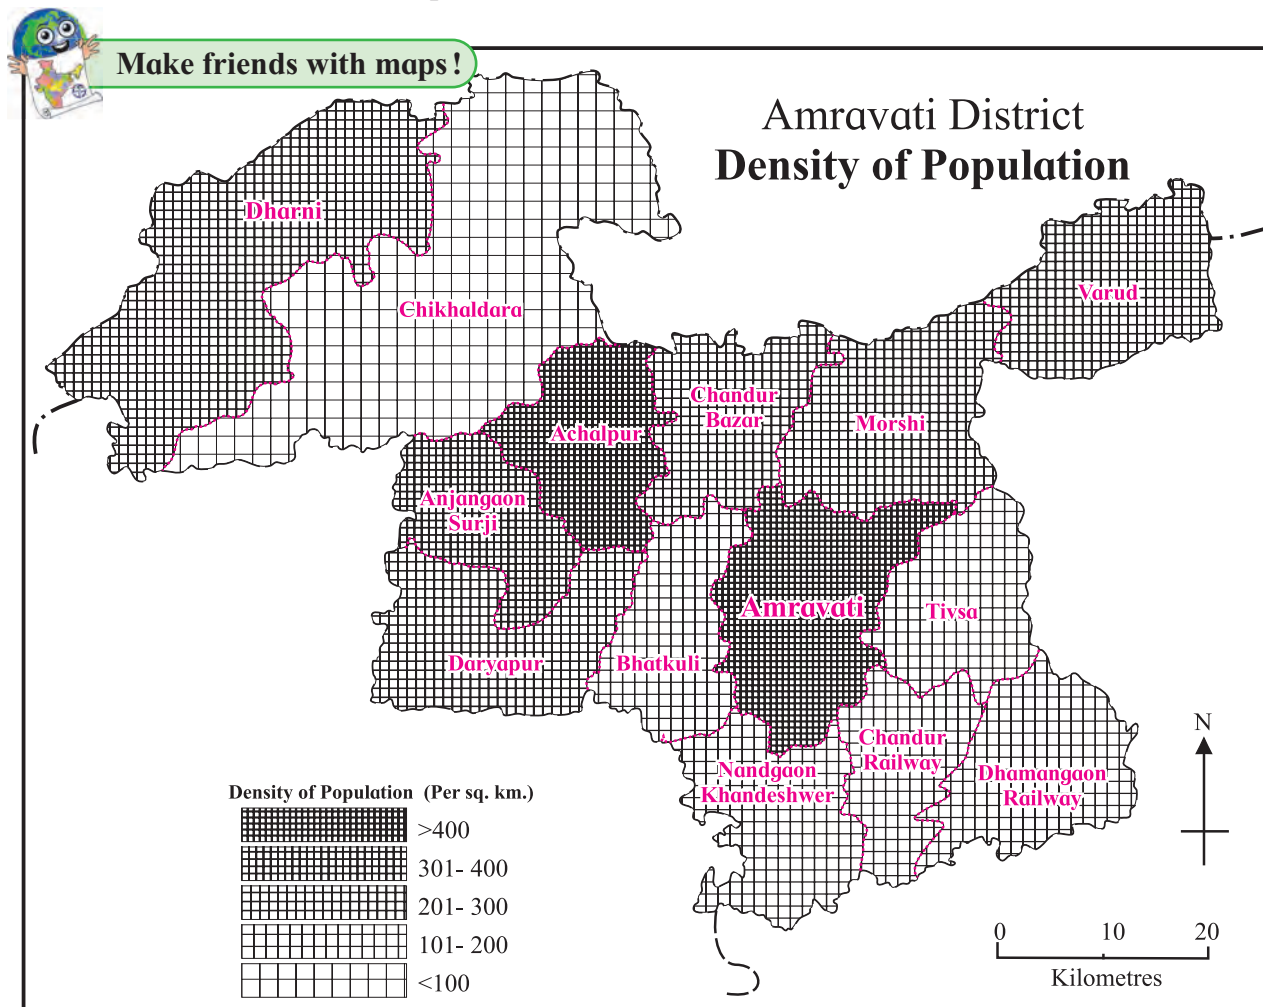 Make friends with maps!
Amravati District
Density of Population
Dharni
Varud
Chikhaldara
Chandur
Bazar
Achalpur
Morshi
Anjangaon
Surji
Amravati
Tivsa
Daryapur
Bhatkuli
N
Chandur
Railway
Nandgaon
Khandeshwer
Dhamangaon
Railway
Density of Population (Per sq. km.)
>400
301- 400
201- 300
101- 200
<100
0 10 20
Kilometres